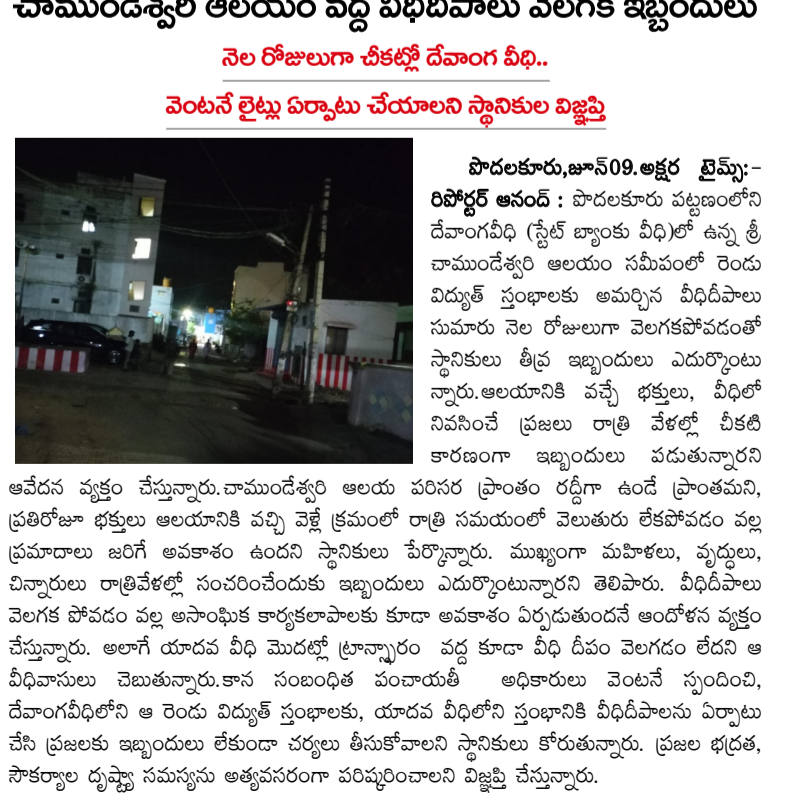 చాముండేశ్వరి ఆలయం వద్ద వీధిదీపాలు వెలగక ఇబ్బందులు
నెల రోజులుగా చీకట్లో దేవాంగ వీధి..
వెంటనే లైట్లు ఏర్పాటు చేయాలని స్థానికుల విజ్ఞప్తి
పొదలకూరు,జూన్09.అక్షర టైమ్స్:-
రిపోర్టర్ ఆనంద్ : పొదలకూరు పట్టణంలోని
దేవాంగవీధి (స్టేట్ బ్యాంకు వీధి)లో ఉన్న శ్రీ
చాముండేశ్వరి ఆలయం సమీపంలో రెండు
విద్యుత్ స్తంభాలకు అమర్చిన వీధిదీపాలు
సుమారు నెల రోజులుగా వెలగకపోవడంతో
స్థానికులు తీవ్ర ఇబ్బందులు ఎదుర్కొంటు
న్నారు.ఆలయానికి వచ్చే భక్తులు, వీధిలో
నివసించే ప్రజలు రాత్రి వేళల్లో చీకటి
కారణంగా ఇబ్బందులు పడుతున్నారని
ఆవేదన వ్యక్తం చేస్తున్నారు.చాముండేశ్వరి ఆలయ పరిసర ప్రాంతం రద్దీగా ఉండే ప్రాంతమని,
ప్రతిరోజూ భక్తులు ఆలయానికి వచ్చి వెళ్లే క్రమంలో రాత్రి సమయంలో వెలుతురు లేకపోవడం వల్ల
ప్రమాదాలు జరిగే అవకాశం ఉందని స్థానికులు పేర్కొన్నారు. ముఖ్యంగా మహిళలు, వృద్ధులు,
చిన్నారులు రాత్రివేళల్లో సంచరించేందుకు ఇబ్బందులు ఎదుర్కొంటున్నారని తెలిపారు. వీధిదీపాలు
వెలగక పోవడం వల్ల అసాంఘిక కార్యకలాపాలకు కూడా అవకాశం ఏర్పడుతుందనే ఆందోళన వ్యక్తం
చేస్తున్నారు. అలాగే యాదవ వీధి మొదట్లో ట్రాన్స్ఫారం వద్ద కూడా వీధి దీపం వెలగడం లేదని ఆ
వీధివాసులు చెబుతున్నారు.కాన సంబంధిత పంచాయతీ అధికారులు వెంటనే స్పందించి,
దేవాంగవీధిలోని ఆ రెండు విద్యుత్ స్తంభాలకు, యాదవ వీధిలోని స్తంభానికి వీధిదీపాలను ఏర్పాటు
చేసి ప్రజలకు ఇబ్బందులు లేకుండా చర్యలు తీసుకోవాలని స్థానికులు కోరుతున్నారు. ప్రజల భద్రత,
సౌకర్యాల దృష్ట్యా సమస్యను అత్యవసరంగా పరిష్కరించాలని విజ్ఞప్తి చేస్తున్నారు.